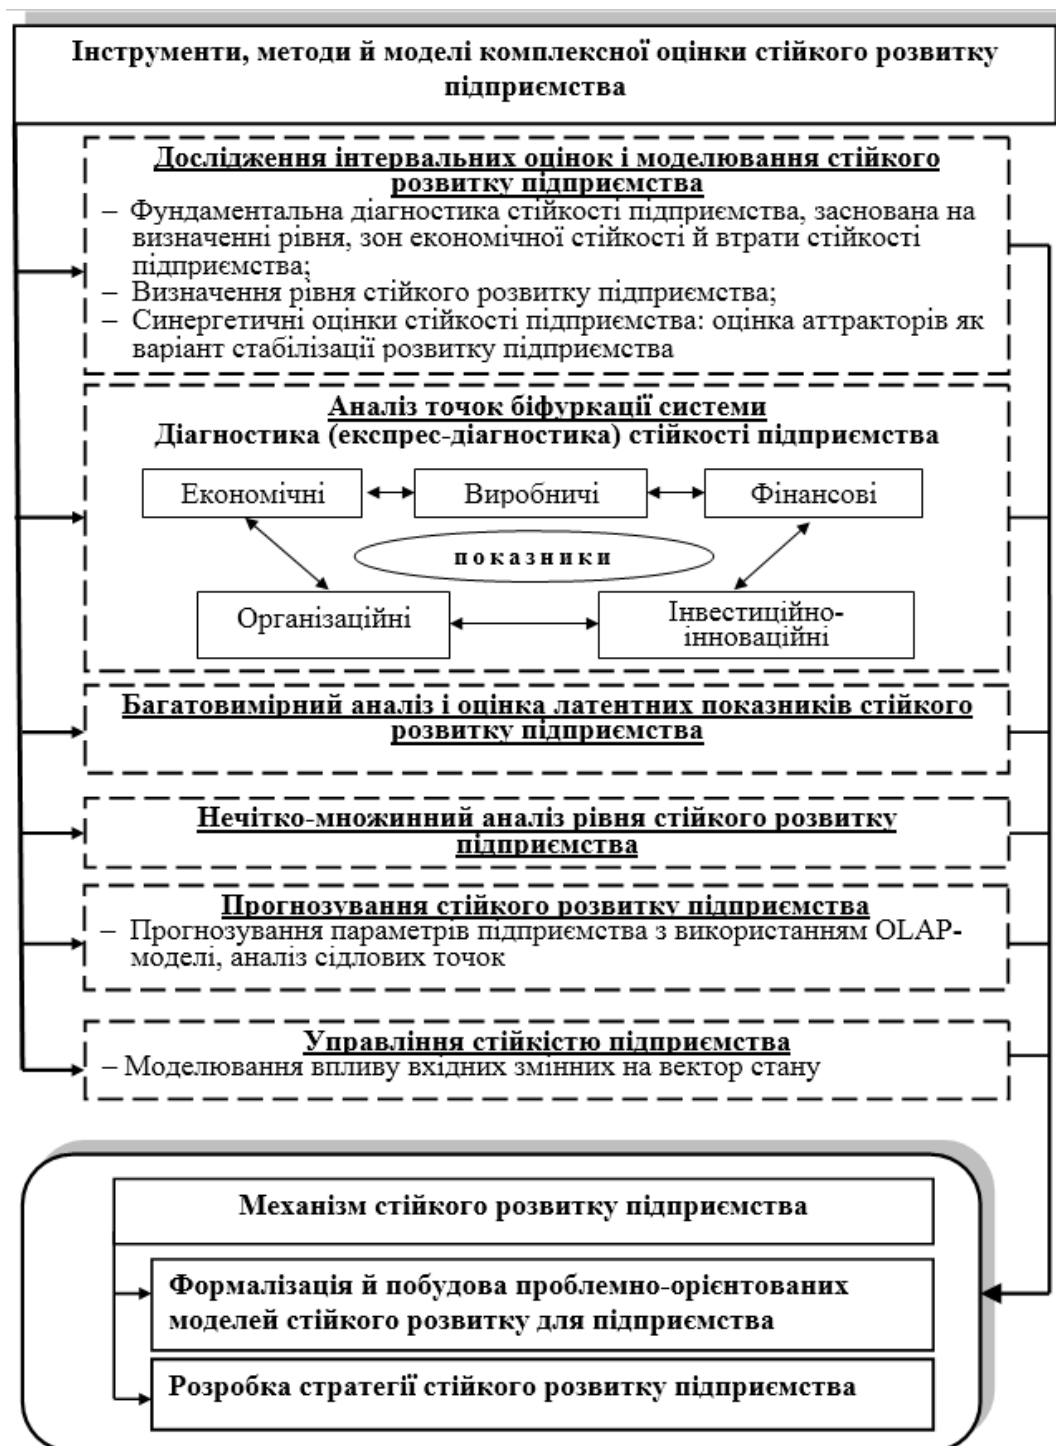 Інструменти, методи й моделі комплексної оцінки стійкого розвитку
підприємства
Дослідження інтервальних оцінок і моделювання стійкого
розвитку підприємства
– Фундаментальна діагностика стійкості підприємства, заснована на
визначенні рівня, зон економічної стійкості й втрати стійкості
підприємства;
– Визначення рівня стійкого розвитку підприємства;
– Синергетичні оцінки стійкості підприємства: оцінка аттракторів як
варіант стабілізації розвитку підприємства
Аналіз точок біфуркації системи
Діагностика (експрес-діагностика) стійкості підприємства
Економічні
Виробничі
Фінансові
показники
Організаційні
Інвестиційно-
інноваційні
Багатовимірний аналіз і оцінка латентних показників стійкого
розвитку підприємства
Нечітко-множинний аналіз рівня стійкого розвитку
підприємства
Прогнозування стійкого розвитку підприємства
– Прогнозування параметрів підприємства з використанням OLAP-
моделі, аналіз сідлових точок
Управління стійкістю підприємства
– Моделювання впливу вхідних змінних на вектор стану
Механізм стійкого розвитку підприємства
Формалізація й побудова проблемно-орієнтованих
моделей стійкого розвитку для підприємства
Розробка стратегії стійкого розвитку підприємства